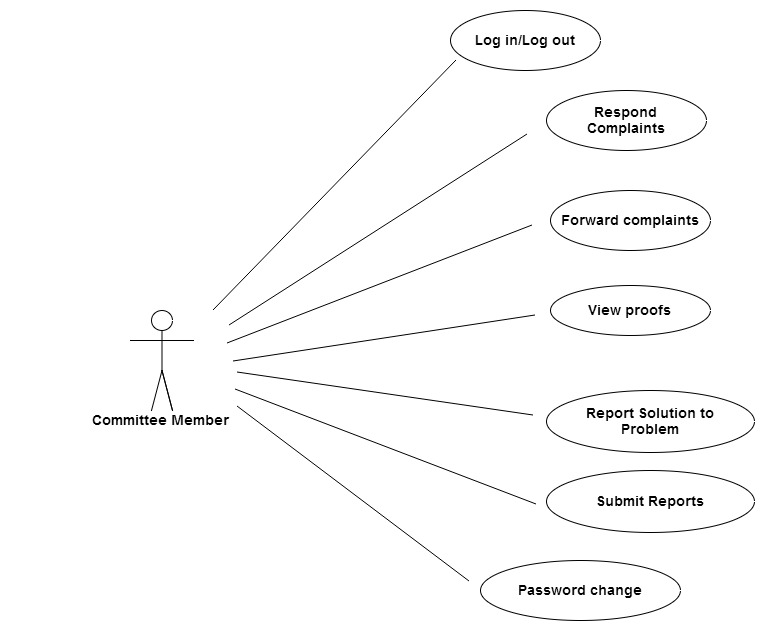 Log in/Log out
Respond
Complaints
Forward complaints
View proofs
Committee Member
Report Solution to
Problem
Submit Reports
Password change